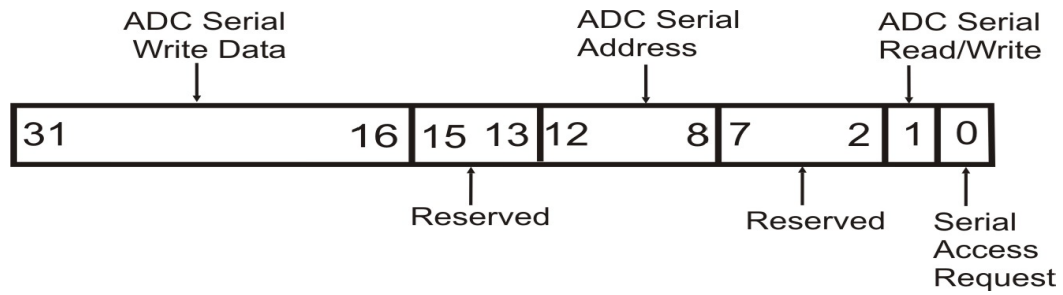 ADC Serial
Write Data
ADC Serial
Address
ADC Serial
Read/Write
31 16 15 13 12 8 7 2 1 0
Reserved
Reserved
Serial
Access
Request